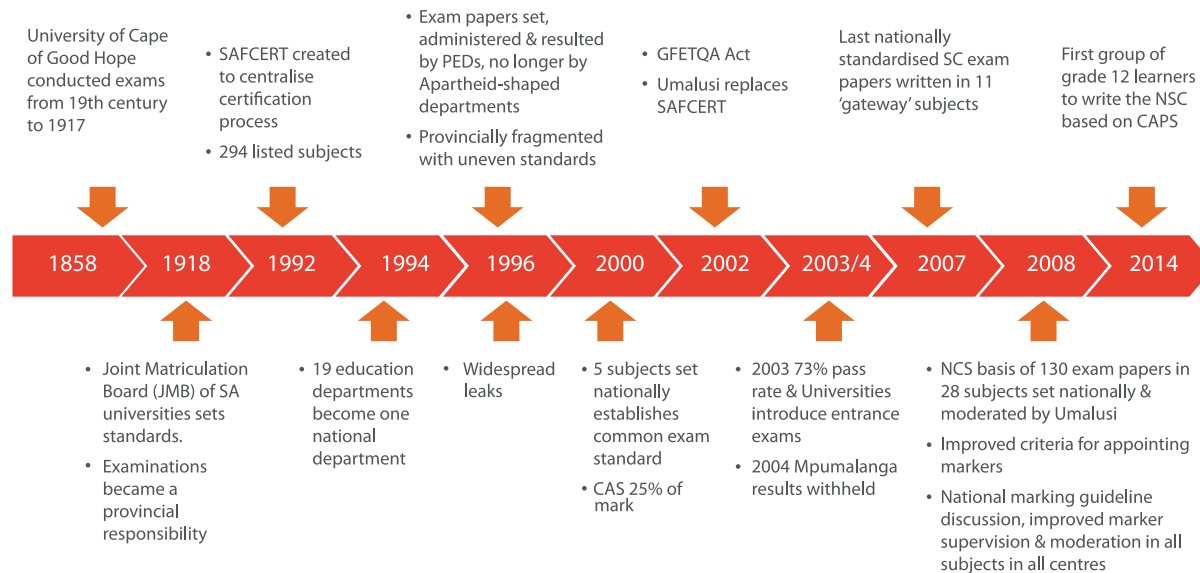 University of Cape
of Good Hope
conducted exams
from 19th century
to 1917
• SAFCERT created
to centralise
certification
process
• 294 listed subjects
• Exam papers set,
administered & resulted
by PEDs, no longer by
Apartheid-shaped
departments
• Provincially fragmented
with uneven standards
• GFETQA Act
• Umalusi replaces
SAFCERT
Last nationally
standardised SC exam
papers written in 11
‘gateway’ subjects
First group of
grade 12 learners
to write the NSC
based on CAPS
1858
1918
1992
1994
1996
2000
2002
2003/4
2007
2008
2014
• Joint Matriculation
Board (JMB) of SA
universities sets
standards.
• Examinations
became a
provincial
responsibility
• 19 education
departments
become one
national
department
• Widespread
leaks
• 5 subjects set
nationally
establishes
common exam
standard
• CAS 25% of
mark
• 2003 73% pass
rate & Universities
introduce entrance
exams
• 2004 Mpumalanga
results withheld
• NCS basis of 130 exam papers in
28 subjects set nationally &
moderated by Umalusi
• Improved criteria for appointing
markers
• National marking guideline
discussion, improved marker
supervision & moderation in all
subjects in all centres